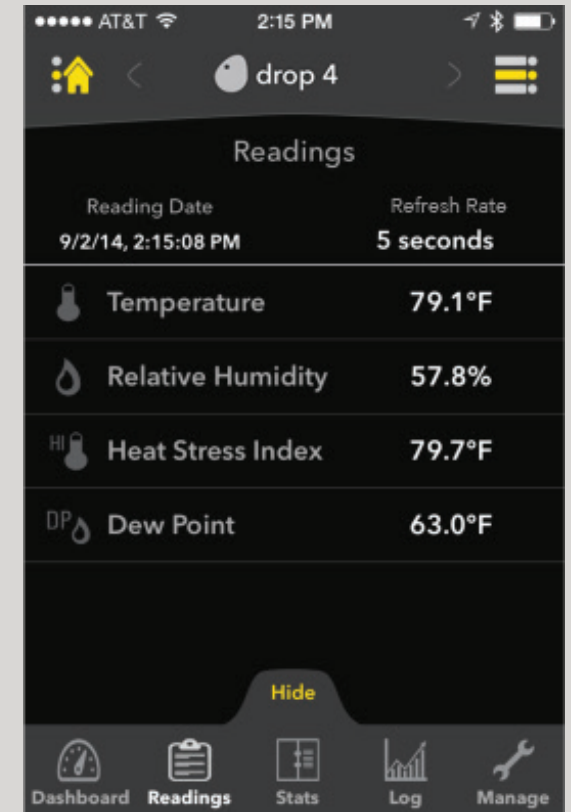 AT&T 2:15 PM
drop 4
Readings
Reading Date Refresh Rate
9/2/14, 2:15:08 PM 5 seconds
Temperature 79.1°F
Relative Humidity 57.8%
HI Heat Stress Index 79.7°F
DP Dew Point 63.0°F
Hide
Dashboard Readings Stats Log Manage